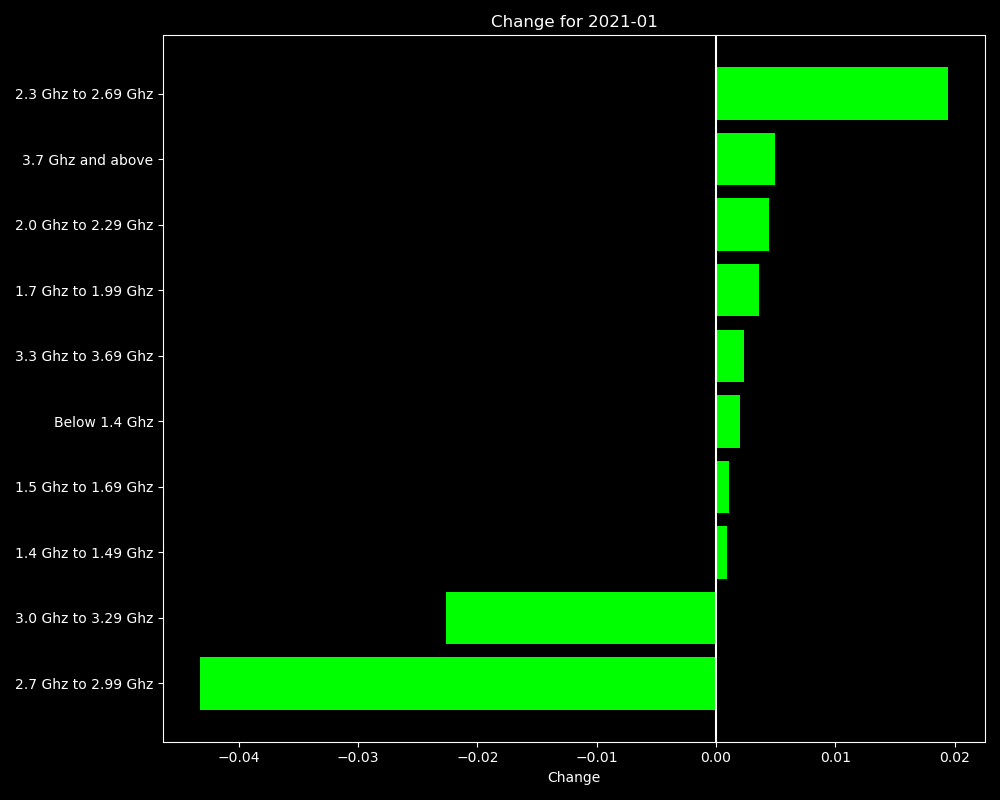 Change for 2021-01
2.3 Ghz to 2.69 Ghz
3.7 Ghz and above
2.0 Ghz to 2.29 Ghz
1.7 Ghz to 1.99 Ghz
3.3 Ghz to 3.69 Ghz
Below 1.4 Ghz
1.5 Ghz to 1.69 Ghz
1.4 Ghz to 1.49 Ghz
3.0 Ghz to 3.29 Ghz
2.7 Ghz to 2.99 Ghz
−0.04 −0.03 −0.02 −0.01 0.00 0.01 0.02
Change